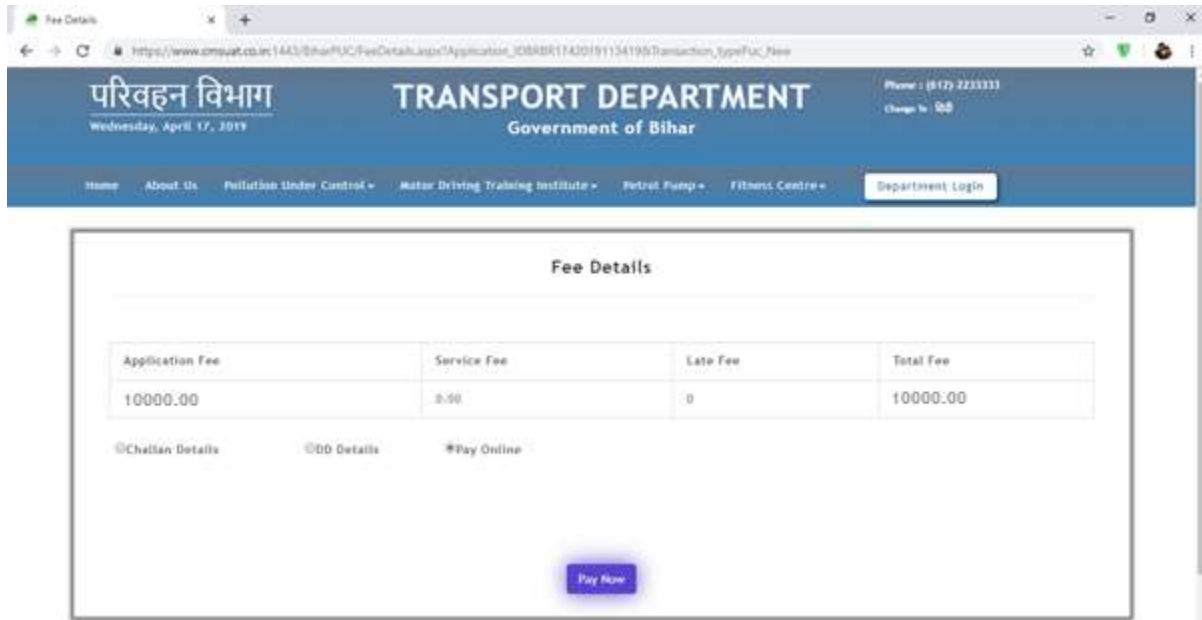 Fee Details
परिवहन विभाग
TRANSPORT DEPARTMENT
Phone : (612)-2233333
Wednesday, April 17, 2019
Government of Bihar
Change To : हिंदी
Home About Us Pollution Under Control Motor Driving Training Institute Petrol Pump Fitness Centre Department Login
Fee Details
Application Fee Service Fee Late Fee Total Fee
10000.00 0.00 0 10000.00
Challan Details DD Details Pay Online
Pay Now